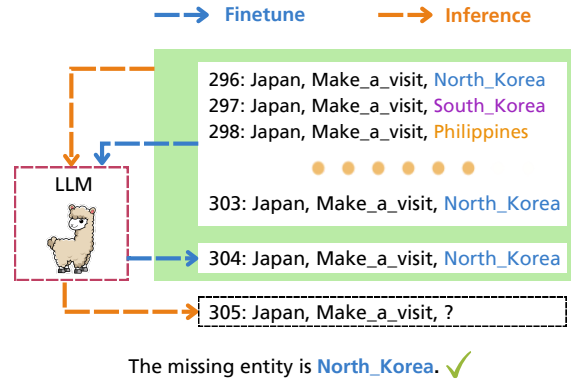 Finetune Inference
296: Japan, Make_a_visit, North_Korea
297: Japan, Make_a_visit, South_Korea
298: Japan, Make_a_visit, Philippines
LLM
303: Japan, Make_a_visit, North_Korea
304: Japan, Make_a_visit, North_Korea
305: Japan, Make_a_visit, ?
The missing entity is North_Korea.